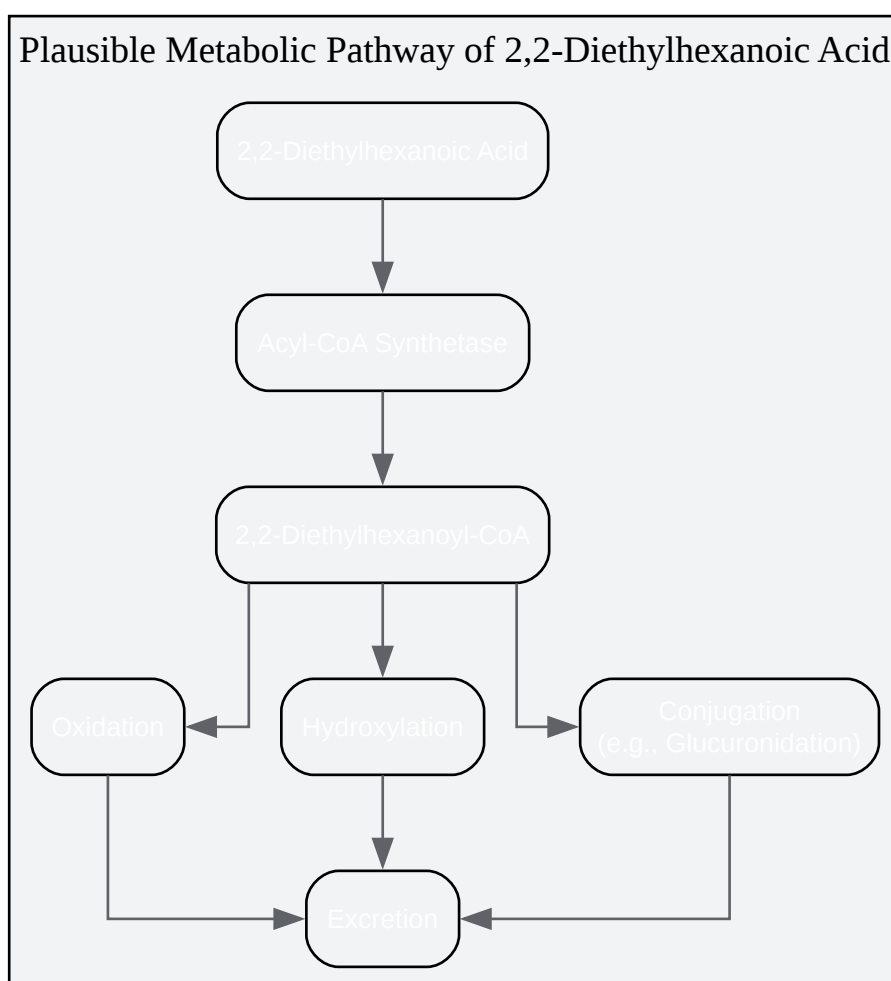 Plausible Metabolic Pathway of 2,2-Diethylhexanoic Acid
2,2-Diethylhexanoic Acid
Acyl-CoA Synthetase
2,2-Diethylhexanoyl-CoA
Oxidation
Hydroxylation
Conjugation
(e.g., Glucuronidation)
Excretion